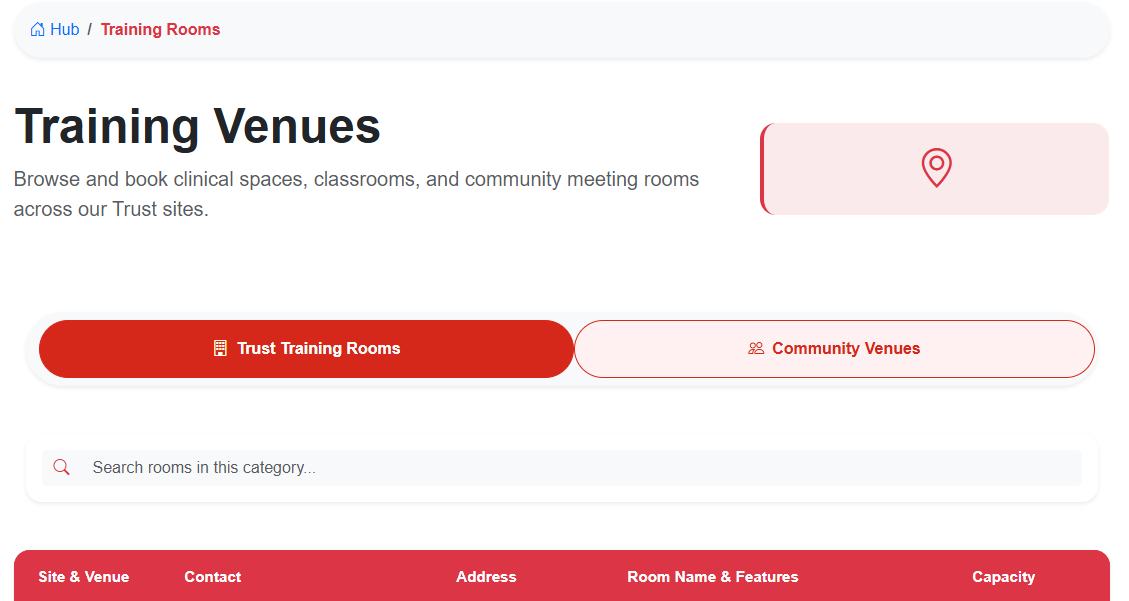 Hub / Training Rooms
Training Venues
Browse and book clinical spaces, classrooms, and community meeting rooms
across our Trust sites.
Trust Training Rooms
Community Venues
Search rooms in this category...
Site & Venue Contact Address Room Name & Features Capacity